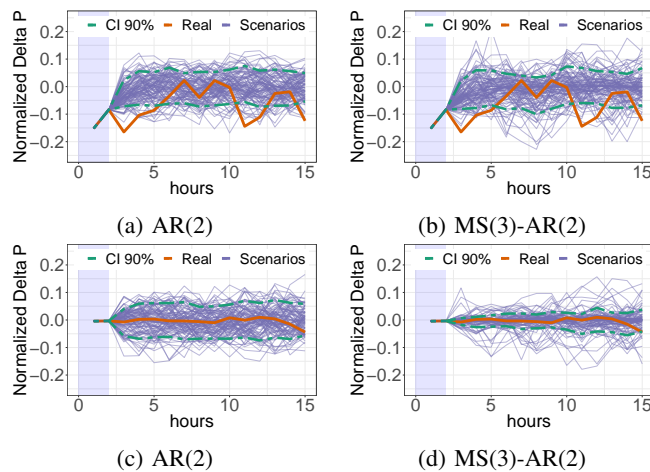 CI 90% Real Scenarios
CI 90% Real Scenarios
Normalized Delta P
0.2
0.1
0.0
−0.1
−0.2
0 5 10 15
hours
(a) AR(2)
Normalized Delta P
0.2
0.1
0.0
−0.1
−0.2
0 5 10 15
hours
(b) MS(3)-AR(2)
CI 90% Real Scenarios
CI 90% Real Scenarios
Normalized Delta P
0.2
0.1
0.0
−0.1
−0.2
0 5 10 15
hours
(c) AR(2)
Normalized Delta P
0.2
0.1
0.0
−0.1
−0.2
0 5 10 15
hours
(d) MS(3)-AR(2)